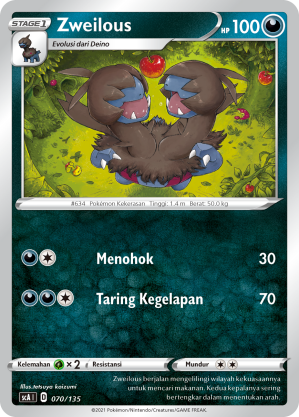 STAGE 1 Zweilous HP 100
Evolusi dari Deino
#634 Pokémon Kekerasan Tinggi: 1.4 m Berat: 50.0 kg
Menohok 30
Taring Kegelapan 70
Kelemahan ×2 Resistansi Mundur
Illus. tetsuya koizumi
sc1 I D 070/135
Zweilous berjalan mengelilingi wilayah kekuasaannya
untuk mencari makanan. Kedua kepalanya sering
bertengkar dalam menentukan arah.
©2021 Pokémon/Nintendo/Creatures/GAME FREAK.